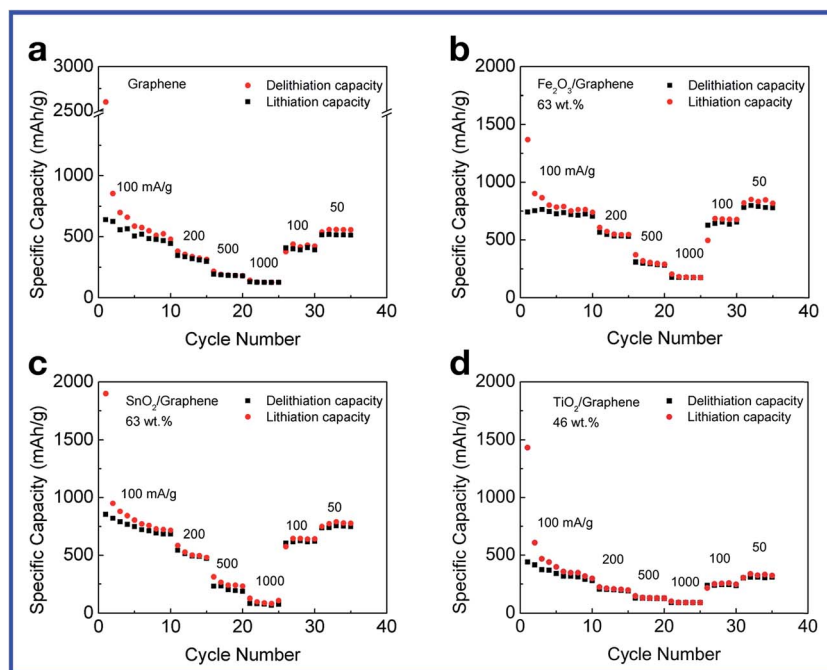 a
Graphene
Delithiation capacity
Lithiation capacity
100 mA/g
200
500
1000
100
50
3000
2500
1000
500
0
0 10 20 30 40
Specific Capacity (mAh/g)
Cycle Number
b
Fe₂O₃/Graphene
63 wt.%
Delithiation capacity
Lithiation capacity
100 mA/g
200
500
1000
100
50
2000
1500
1000
500
0
0 10 20 30 40
Specific Capacity (mAh/g)
Cycle Number
c
SnO₂/Graphene
63 wt.%
Delithiation capacity
Lithiation capacity
100 mA/g
200
500
1000
100
50
2000
1500
1000
500
0
0 10 20 30 40
Specific Capacity (mAh/g)
Cycle Number
d
TiO₂/Graphene
46 wt.%
Delithiation capacity
Lithiation capacity
100 mA/g
200
500
1000
100
50
2000
1500
1000
500
0
0 10 20 30 40
Specific Capacity (mAh/g)
Cycle Number